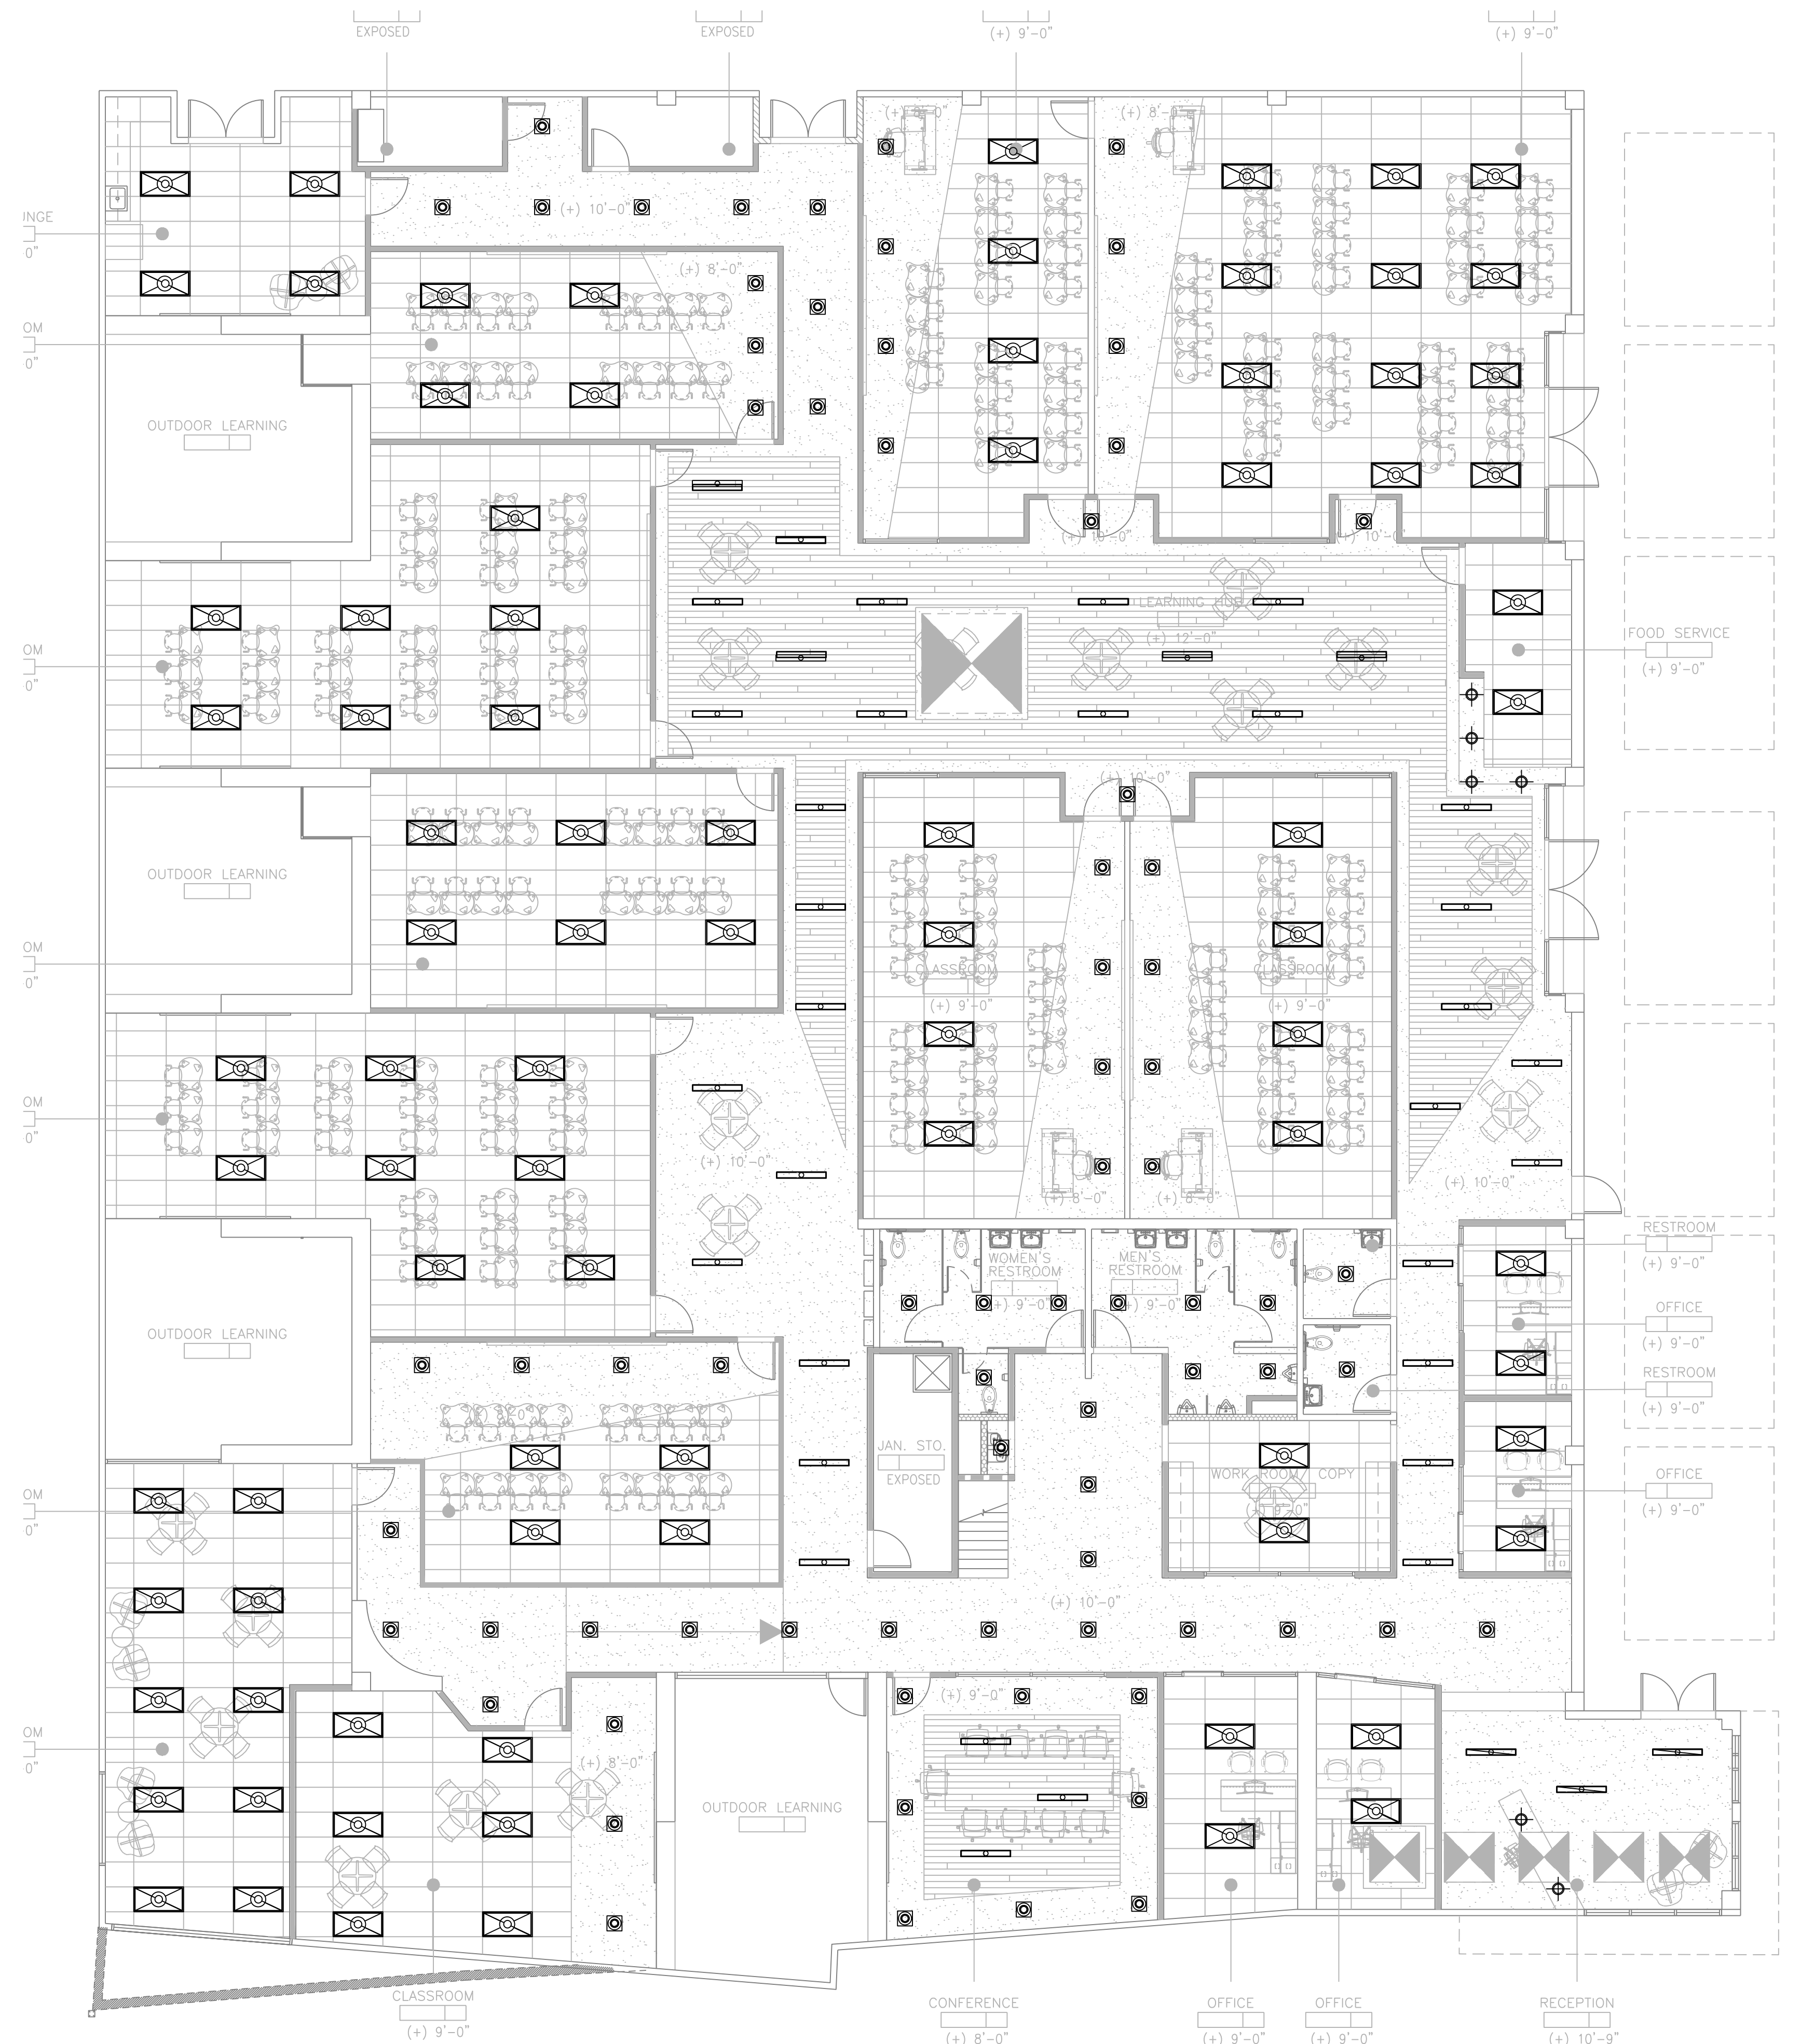 EXPOSED
EXPOSED
(+) 9'-0"
(+) 9'-0"
(+) 8'-0"
(+) 10'-0"
0"
(+) 8'-0"
0"
OUTDOOR LEARNING
(+) 10'-0"
LEARNING HUB
(+) 12'-0"
FOOD SERVICE
(+) 9'-0"
OM
0"
(+) 10'-0"
OUTDOOR LEARNING
OM
0"
CLASSROOM
(+) 9'-0"
CLASSROOM
(+) 9'-0"
OM
0"
(+) 10'-0"
(+) 8'-0"
(+) 10'-0"
RESTROOM
(+) 9'-0"
WOMEN'S
RESTROOM
(+) 9'-0"
MEN'S
RESTROOM
(+) 9'-0"
OFFICE
(+) 9'-0"
OUTDOOR LEARNING
RESTROOM
(+) 9'-0"
JAN. STO.
EXPOSED
WORK ROOM/ COPY
(+) 9'-0"
OFFICE
(+) 9'-0"
OM
0"
(+) 10'-0"
(+) 9'-0"
OM
0"
(+) 8'-0"
OUTDOOR LEARNING
CLASSROOM
(+) 9'-0"
CONFERENCE
(+) 8'-0"
OFFICE
(+) 9'-0"
OFFICE
(+) 9'-0"
RECEPTION
(+) 10'-9"